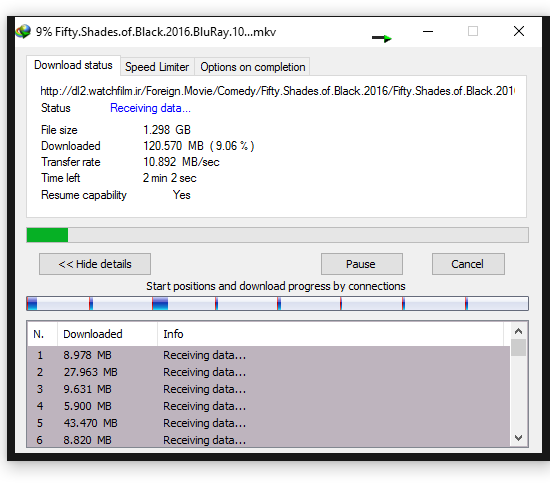 9% Fifty.Shades.of.Black.2016.BluRay.10...mkv
Download status Speed Limiter Options on completion
http://dl2.watchfilm.ir/Foreign.Movie/Comedy/Fifty.Shades.of.Black.2016/Fifty.Shades.of.Black.201
Status Receiving data...
File size 1.298 GB
Downloaded 120.570 MB ( 9.06 % )
Transfer rate 10.892 MB/sec
Time left 2 min 2 sec
Resume capability Yes
<< Hide details Pause Cancel
Start positions and download progress by connections
N. Downloaded Info
1 8.978 MB Receiving data...
2 27.963 MB Receiving data...
3 9.631 MB Receiving data...
4 5.900 MB Receiving data...
5 43.470 MB Receiving data...
6 8.820 MB Receiving data...